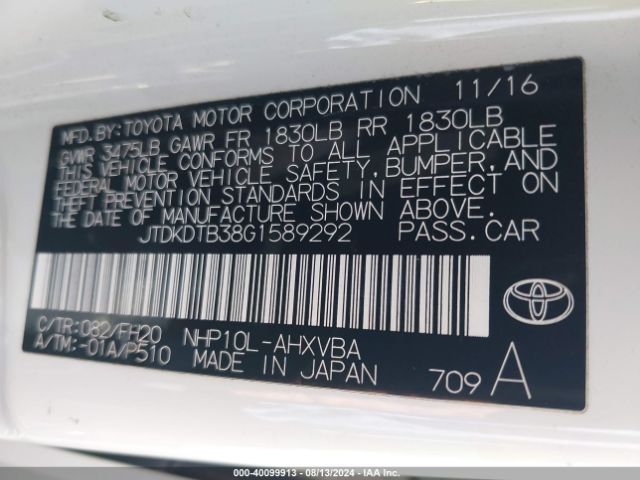 MFD.BY:TOYOTA MOTOR CORPORATION 11/16
GVWR 3475LB GAWR FR 1830LB RR 1830LB
THIS VEHICLE CONFORMS TO ALL APPLICABLE
FEDERAL MOTOR VEHICLE SAFETY,BUMPER,AND
THEFT PREVENTION STANDARDS IN EFFECT ON
THE DATE OF MANUFACTURE SHOWN ABOVE.
JTDKDTB38G1589292 PASS.CAR
C/TR:082/FH20 NHP10L-AHXVBA
A/TM:-01A/P510 MADE IN JAPAN
709 A
000-40099913 - 08/13/2024 - IAA Inc.